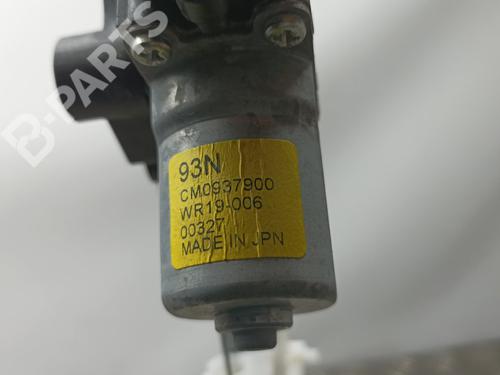 B-PARTS
93N
CM0937900
WR19-006
00327
MADE IN JPN